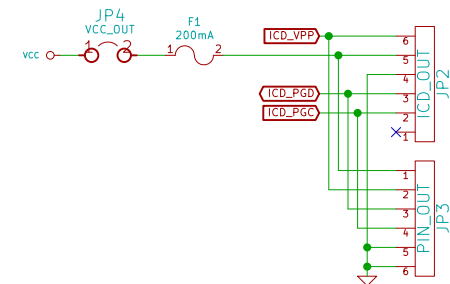 JP4
VCC_OUT
vcc
1
2
F1
200mA
1
2
ICD_VPP
ICD_PGD
ICD_PGC
6
5
4
3
2
1
ICD_OUT
JP2
1
2
3
4
5
6
PIN_OUT
JP3